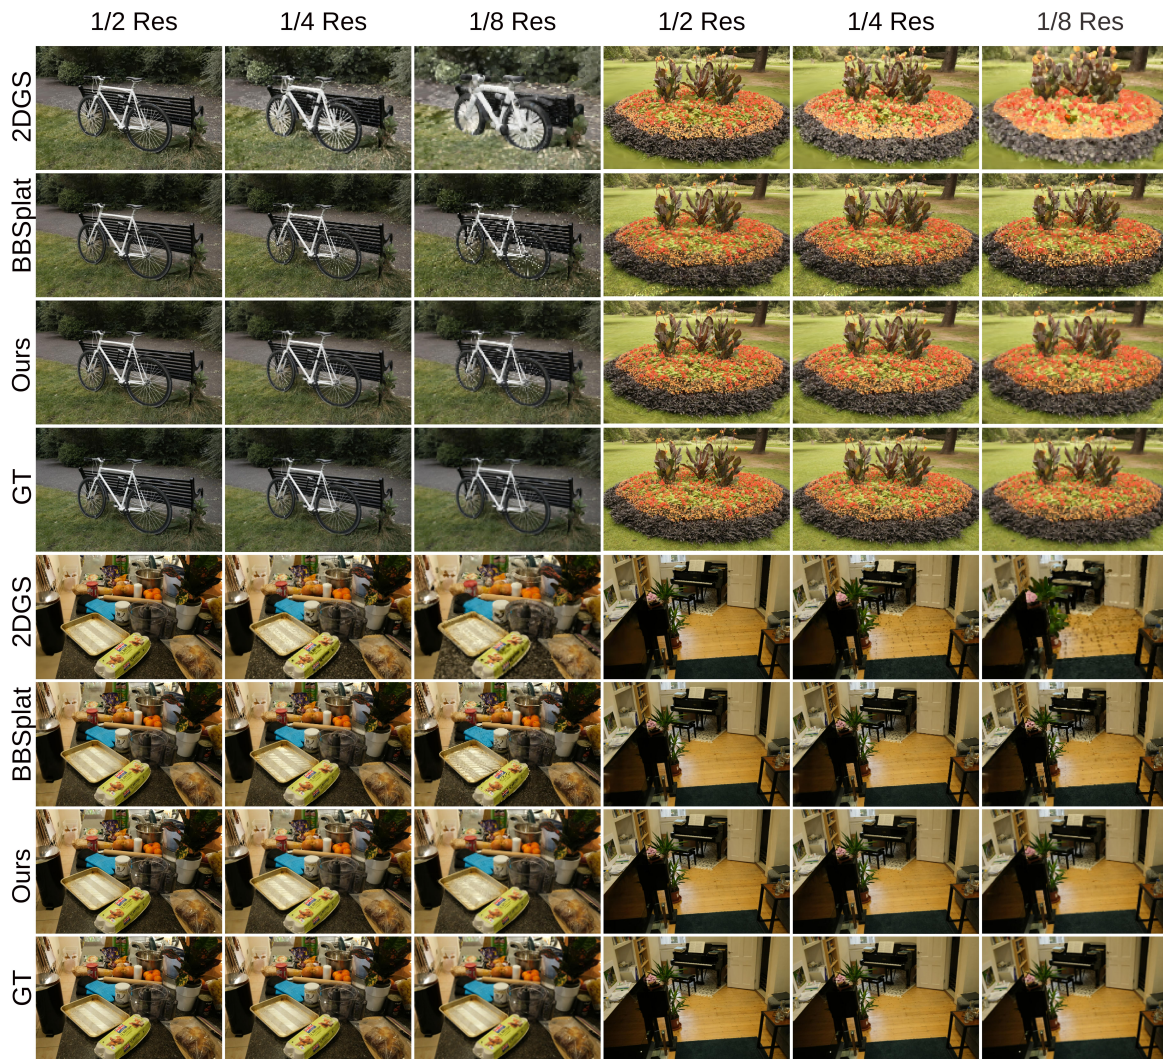 1/2 Res 1/4 Res 1/8 Res 1/2 Res 1/4 Res 1/8 Res
2DGS
BBSplat
Ours
GT
2DGS
BBSplat
Ours
GT